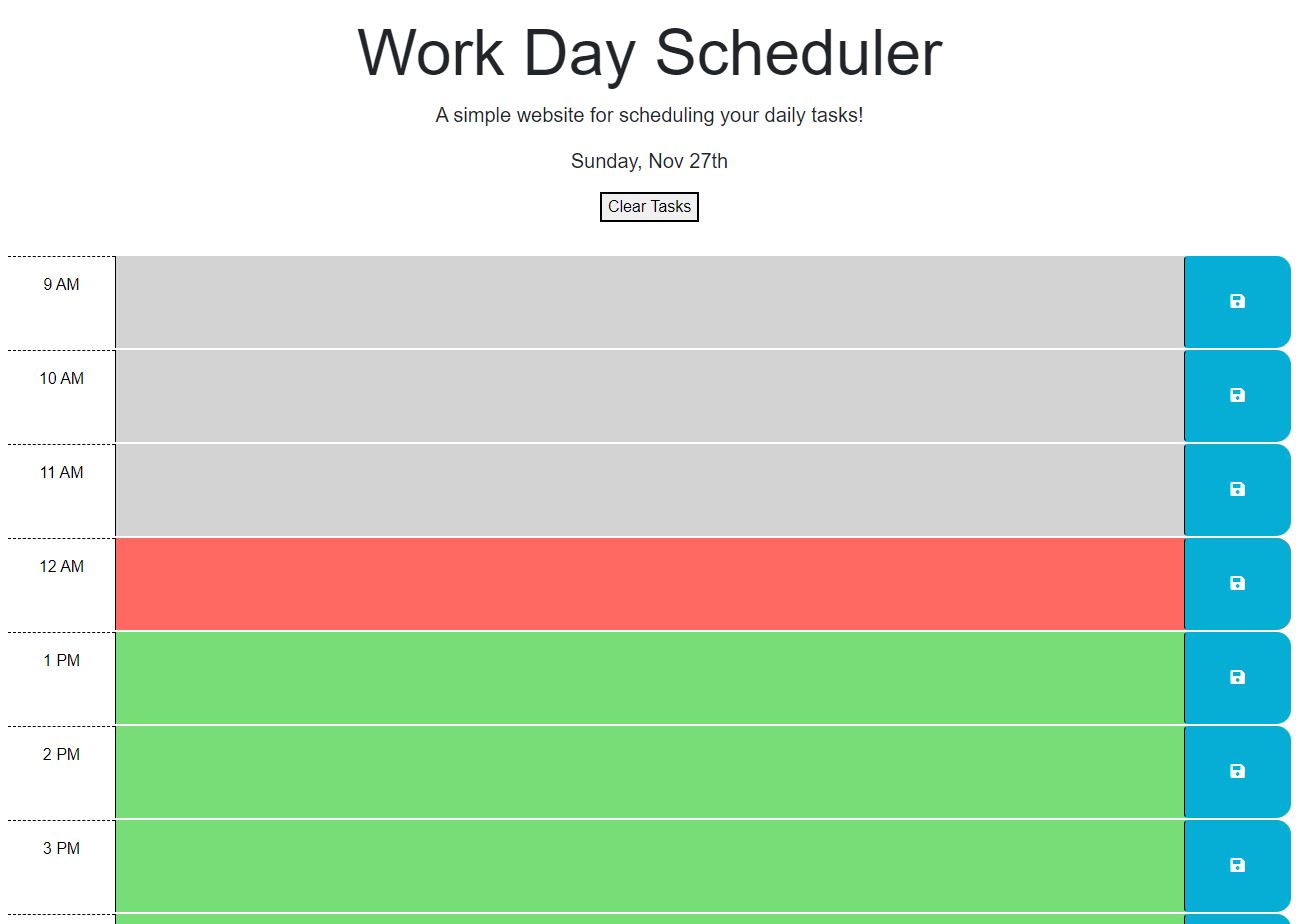 Work Day Scheduler
A simple website for scheduling your daily tasks!
Sunday, Nov 27th
Clear Tasks
9 AM
10 AM
11 AM
12 AM
1 PM
2 PM
3 PM